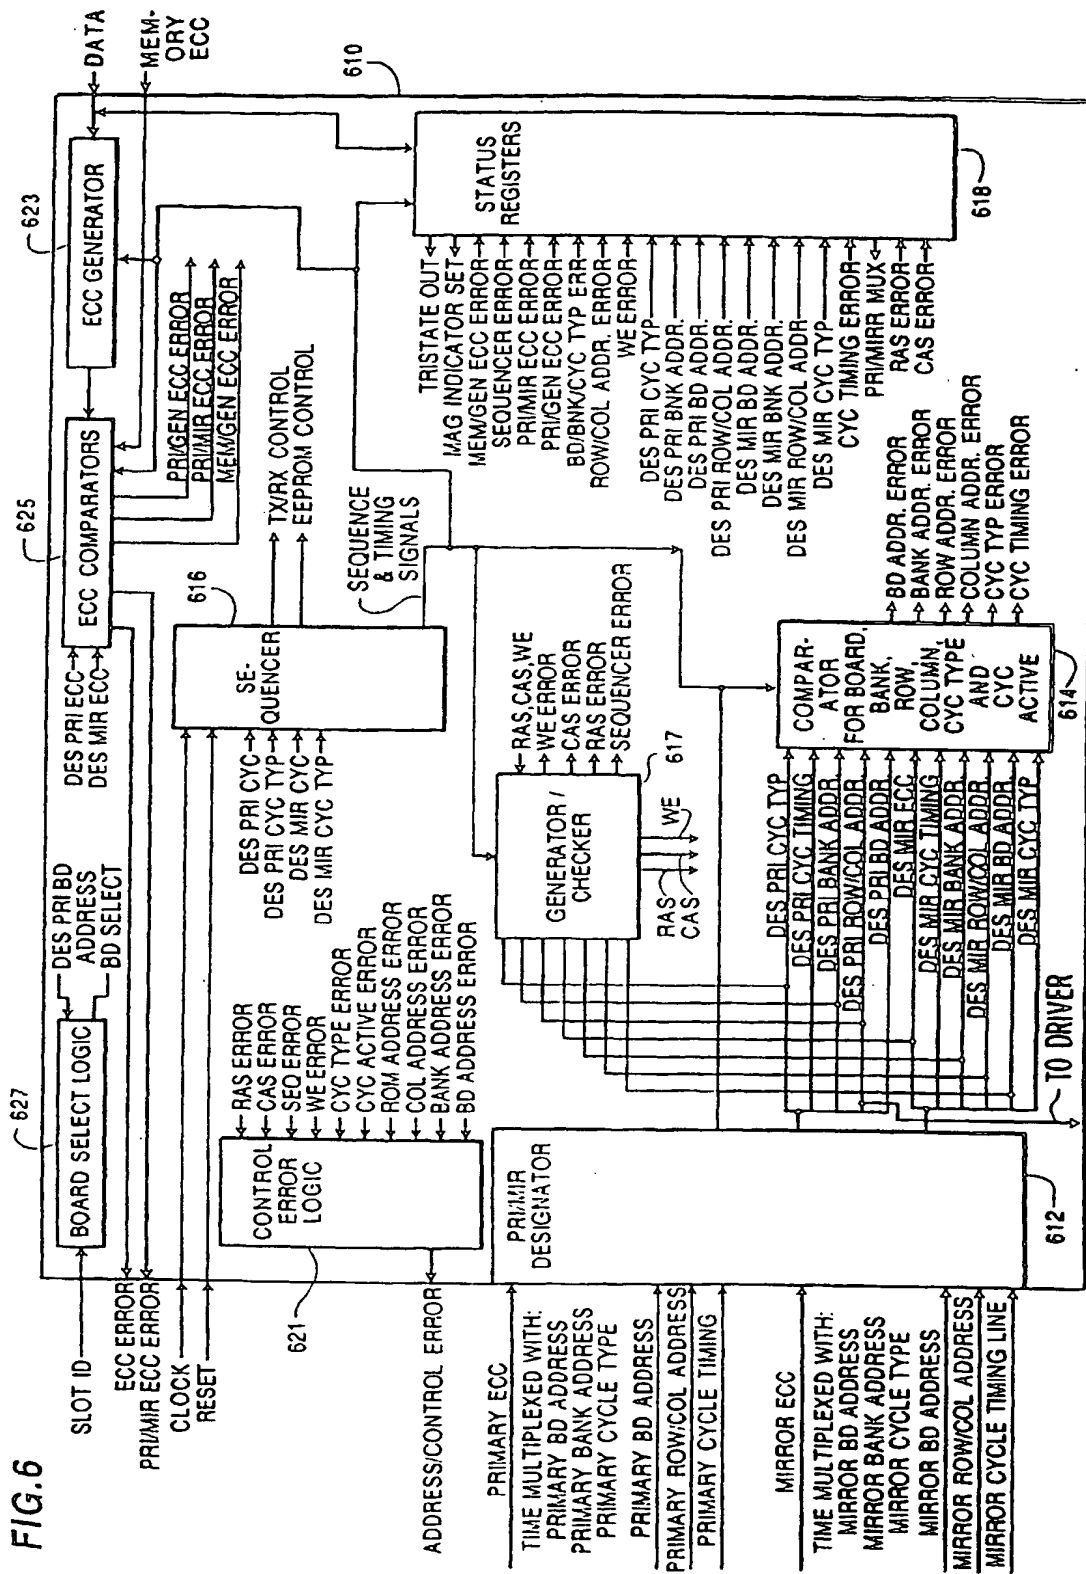 FIG.6
SLOT ID
627
BOARD SELECT LOGIC
DES PRI BD
ADDRESS
BD SELECT
DES PRI ECC
DES MIR ECC
625
ECC COMPARATORS
623
ECC GENERATOR
DATA
MEM-
ORY
ECC
610
ECC ERROR
PRI/MIR ECC ERROR
PRI/GEN ECC ERROR
PRI/MIR ECC ERROR
MEM/GEN ECC ERROR
CLOCK
RESET
616
SE-
QUENCER
DES PRI CYC
DES PRI CYC TYP
DES MIR CYC
DES MIR CYC TYP
TX/RX CONTROL
EEPROM CONTROL
SEQUENCE
& TIMING
SIGNALS
621
CONTROL
ERROR
LOGIC
RAS ERROR
CAS ERROR
SEQ ERROR
WE ERROR
CYC TYPE ERROR
CYC ACTIVE ERROR
ROM ADDRESS ERROR
COL ADDRESS ERROR
BANK ADDRESS ERROR
BD ADDRESS ERROR
ADDRESS/CONTROL ERROR
STATUS
REGISTERS
618
TRISTATE OUT
MAG INDICATOR SET
MEM/GEN ECC ERROR
SEQUENCER ERROR
PRI/MIR ECC ERROR
PRI/GEN ECC ERROR
BD/BNK/CYC TYP ERR
ROW/COL ADDR. ERROR
WE ERROR
DES PRI CYC TYP
DES PRI BNK ADDR.
DES PRI BD ADDR.
DES PRI ROW/COL ADDR
DES MIR BD ADDR.
DES MIR BNK ADDR.
DES MIR ROW/COL ADDR
DES MIR CYC TYP
CYC TIMING ERROR
PRI/MIRR MUX
RAS ERROR
CAS ERROR
GENERATOR/
CHECKER
617
RAS,CAS,WE
WE ERROR
CAS ERROR
RAS ERROR
SEQUENCER ERROR
RAS
CAS
WE
PRI/MIR
DESIGNATOR
612
PRIMARY ECC
TIME MULTIPLEXED WITH:
PRIMARY BD ADDRESS
PRIMARY BANK ADDRESS
PRIMARY CYCLE TYPE
PRIMARY BD ADDRESS
PRIMARY ROW/COL ADDRESS
PRIMARY CYCLE TIMING
MIRROR ECC
TIME MULTIPLEXED WITH:
MIRROR BD ADDRESS
MIRROR BANK ADDRESS
MIRROR CYCLE TYPE
MIRROR BD ADDRESS
MIRROR ROW/COL ADDRESS
MIRROR CYCLE TIMING LINE
DES PRI CYC TYP
DES PRI CYC TIMING
DES PRI BANK ADDR.
DES PRI ROW/COL ADDR.
DES PRI BD ADDR.
DES MIR ECC
DES MIR CYC TIMING
DES MIR BANK ADDR.
DES MIR ROW/COL ADDR.
DES MIR BD ADDR.
DES MIR CYC TYP
TO DRIVER
COMPAR-
ATOR
FOR BOARD,
BANK,
ROW,
COLUMN,
CYC TYPE
AND
CYC
ACTIVE
614
BD ADDR. ERROR
BANK ADDR. ERROR
ROW ADDR. ERROR
COLUMN ADDR. ERROR
CYC TYP ERROR
CYC TIMING ERROR